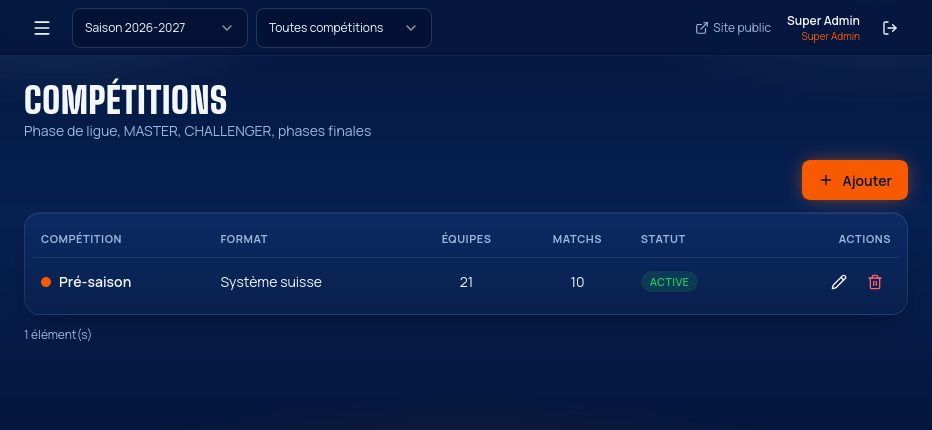 Saison 2026-2027
Toutes compétitions
Site public
Super Admin
Super Admin
COMPÉTITIONS
Phase de ligue, MASTER, CHALLENGER, phases finales
Ajouter
COMPÉTITION FORMAT ÉQUIPES MATCHS STATUT ACTIONS
Pré-saison Système suisse 21 10 ACTIVE
1 élément(s)